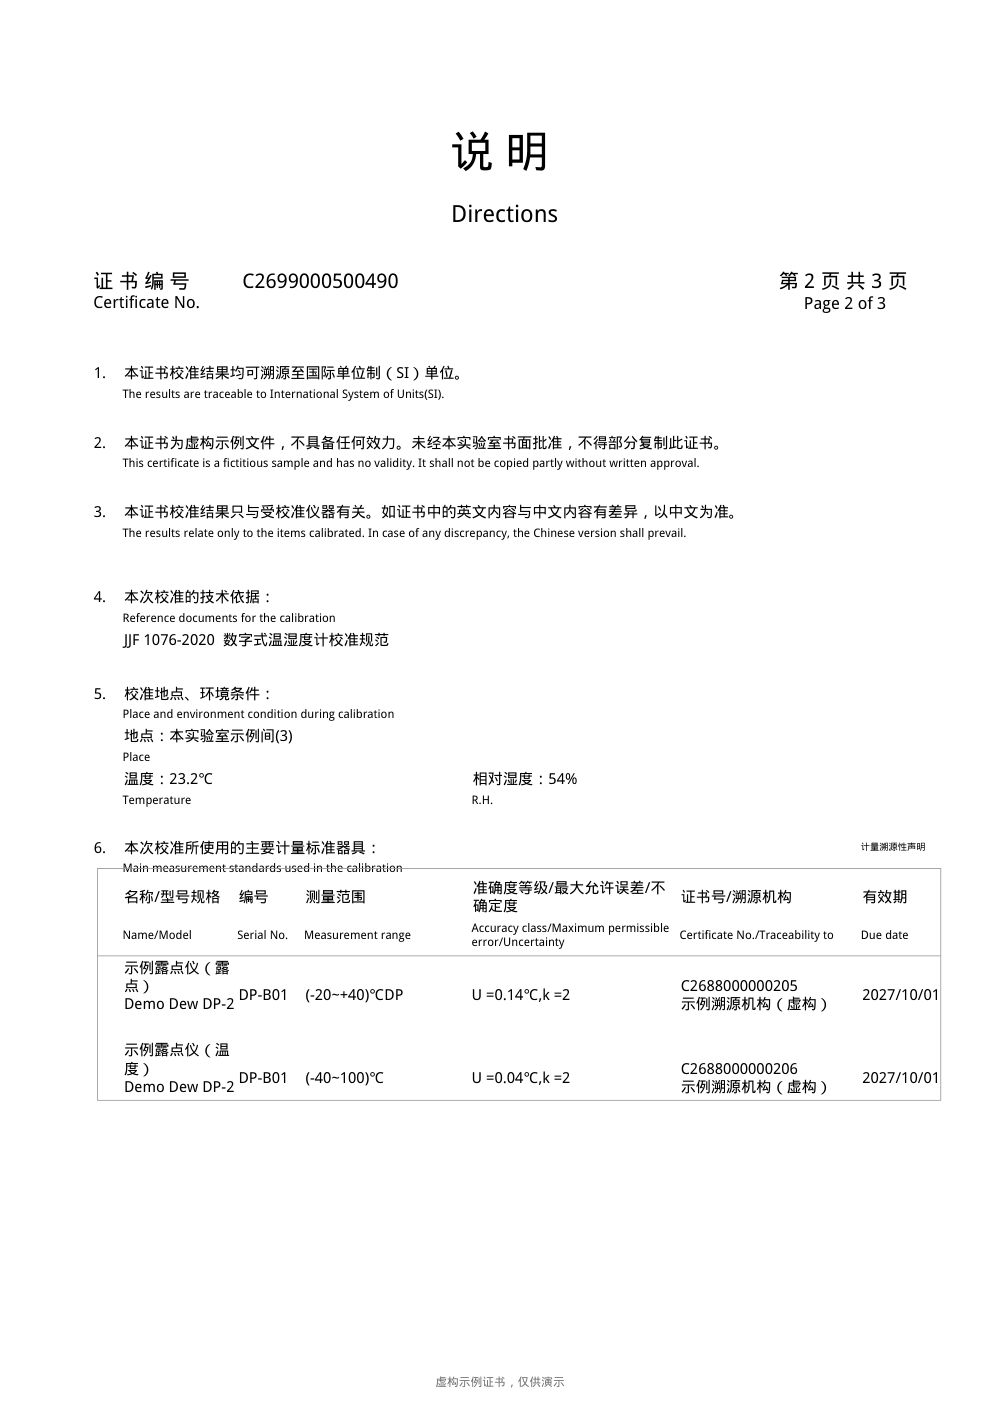 说 明
Directions
证 书 编 号 C2699000500490 第 2 页 共 3 页
Certificate No. Page 2 of 3
1. 本证书校准结果均可溯源至国际单位制（SI）单位。
The results are traceable to International System of Units(SI).
2. 本证书为虚构示例文件，不具备任何效力。未经本实验室书面批准，不得部分复制此证书。
This certificate is a fictitious sample and has no validity. It shall not be copied partly without written approval.
3. 本证书校准结果只与受校准仪器有关。如证书中的英文内容与中文内容有差异，以中文为准。
The results relate only to the items calibrated. In case of any discrepancy, the Chinese version shall prevail.
4. 本次校准的技术依据：
Reference documents for the calibration
JJF 1076-2020 数字式温湿度计校准规范
5. 校准地点、环境条件：
Place and environment condition during calibration
地点：本实验室示例间(3)
Place
温度：23.2℃ 相对湿度：54%
Temperature R.H.
6. 本次校准所使用的主要计量标准器具： 计量溯源性声明
Main measurement standards used in the calibration
名称/型号规格 编号 测量范围 准确度等级/最大允许误差/不
确定度 证书号/溯源机构 有效期
Name/Model Serial No. Measurement range Accuracy class/Maximum permissible
error/Uncertainty Certificate No./Traceability to Due date
示例露点仪（露
点）
Demo Dew DP-2 DP-B01 (-20~+40)℃DP U =0.14℃,k =2 C2688000000205
示例溯源机构（虚构） 2027/10/01
示例露点仪（温
度）
Demo Dew DP-2 DP-B01 (-40~100)℃ U =0.04℃,k =2 C2688000000206
示例溯源机构（虚构） 2027/10/01
虚构示例证书，仅供演示